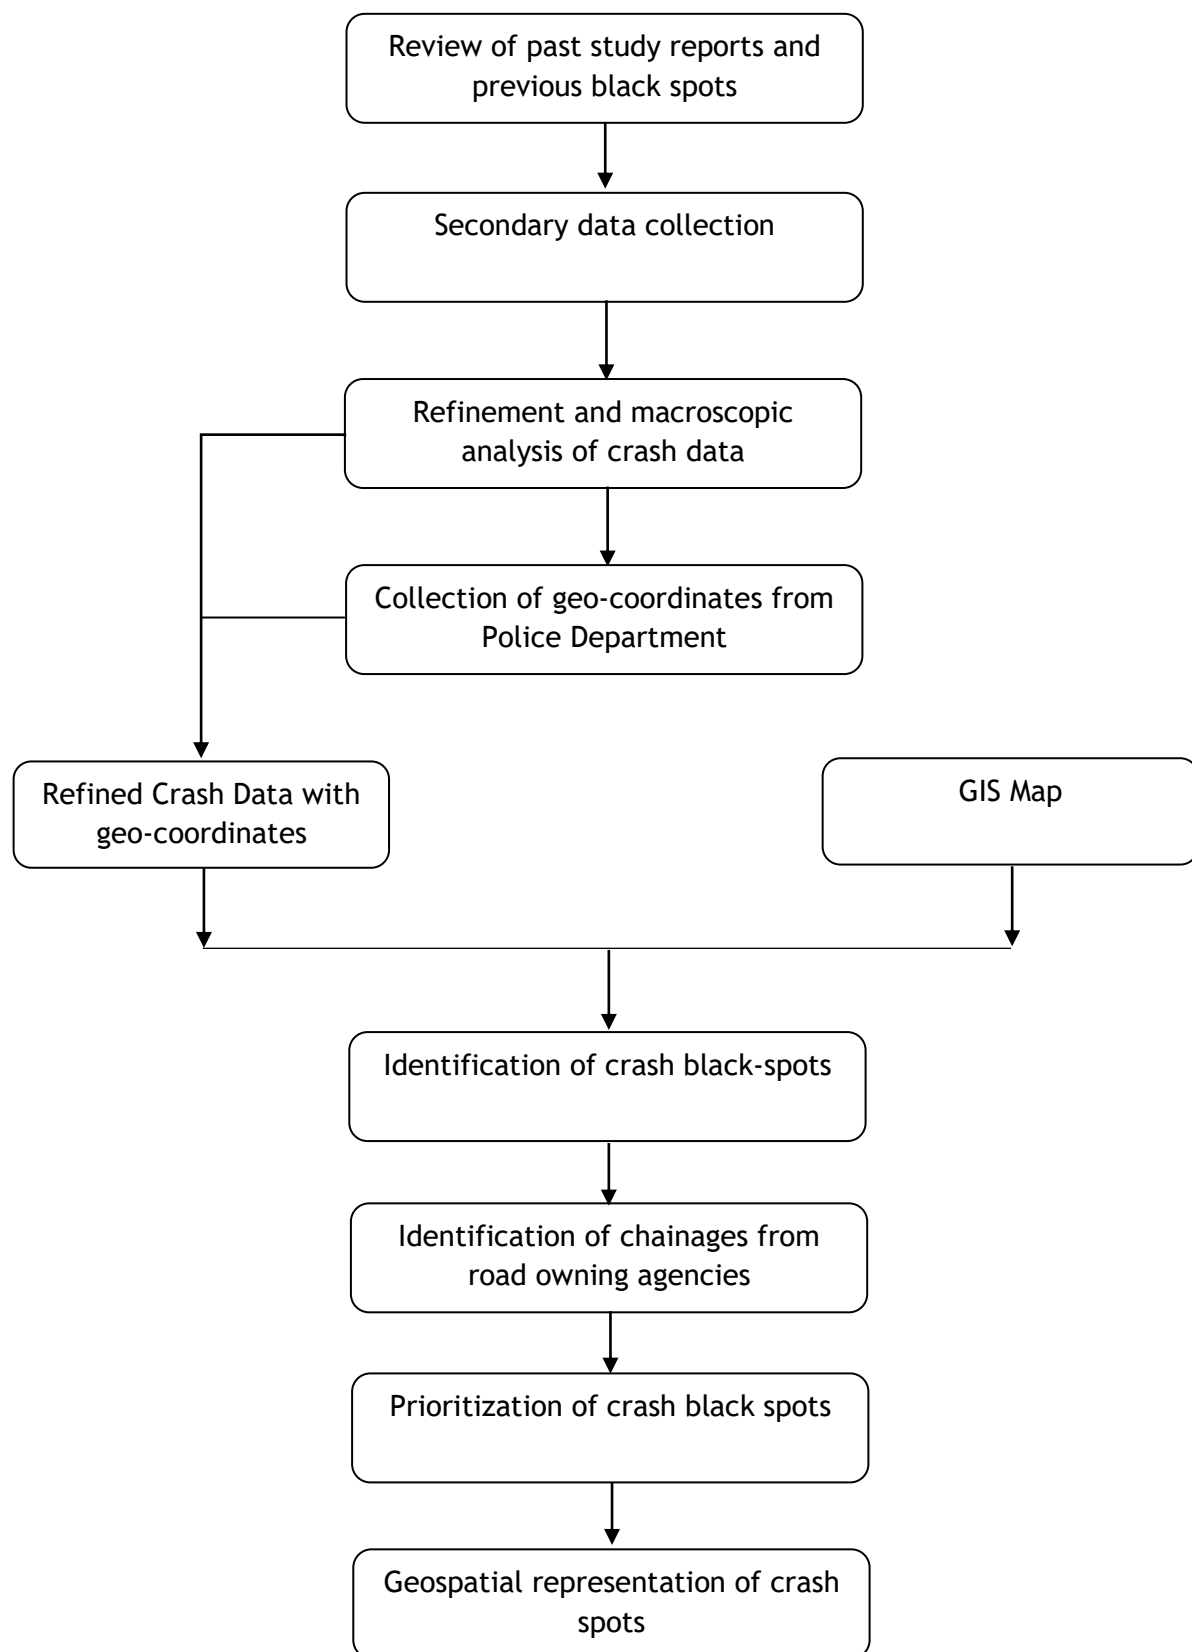 Review of past study reports and
previous black spots
Secondary data collection
Refinement and macroscopic
analysis of crash data
Collection of geo-coordinates from
Police Department
Refined Crash Data with
geo-coordinates
GIS Map
Identification of crash black-spots
Identification of chainages from
road owning agencies
Prioritization of crash black spots
Geospatial representation of crash
spots